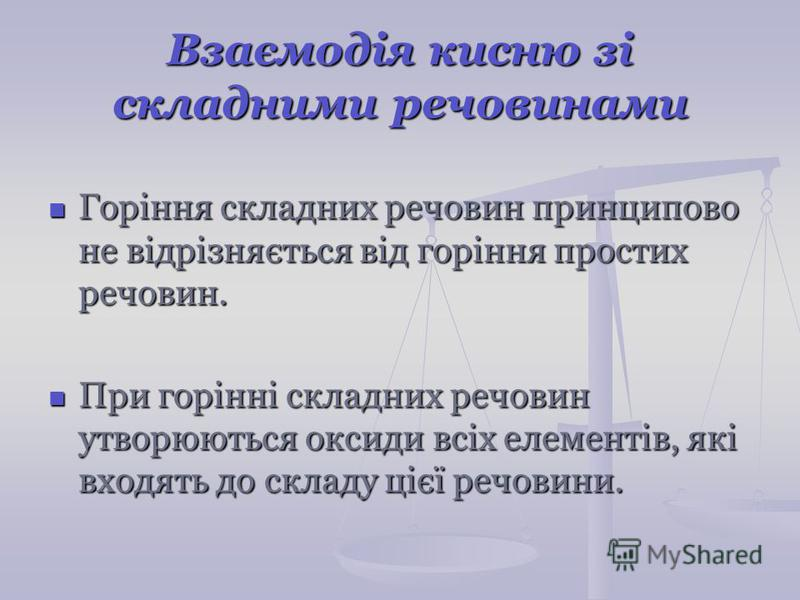 Взаємодія кисню зі
складними речовинами
Горіння складних речовин принципово
не відрізняється від горіння простих
речовин.
При горінні складних речовин
утворюються оксиди всіх елементів, які
входять до складу цієї речовини.
MyShared